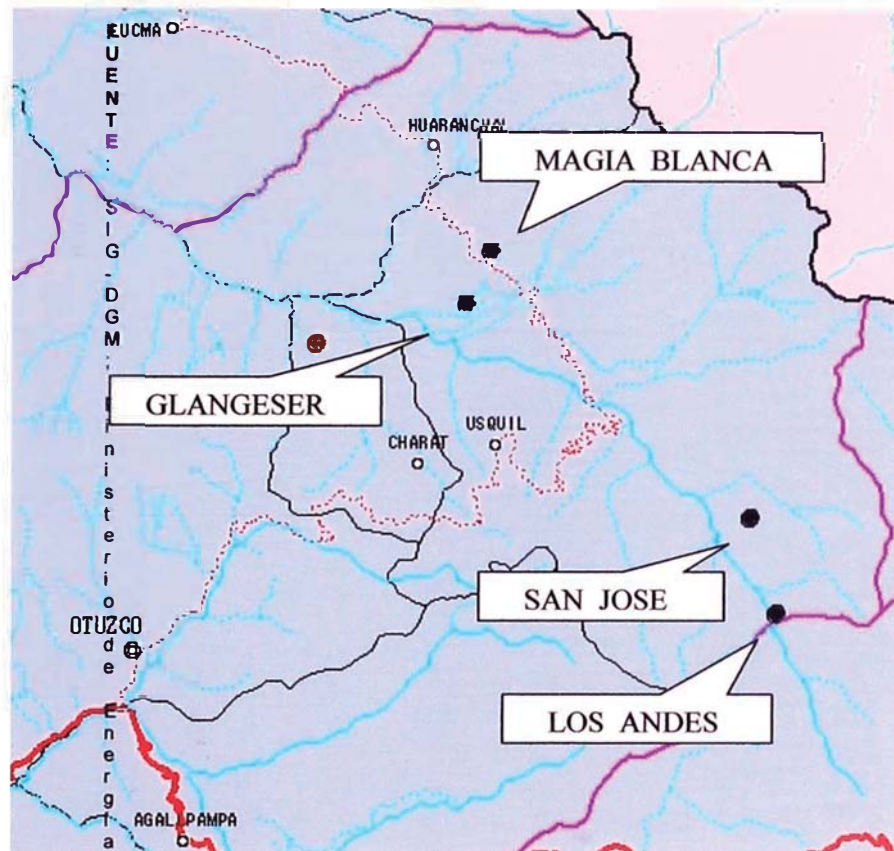 LUCMA
HUARANCHAL
MAGIA BLANCA
GLANGESER
USQUIL
CHARAT
SAN JOSE
OTUZCO
LOS ANDES
AGALLPAMPA
FUENTE: SIG-DGM. Ministerio de Energía